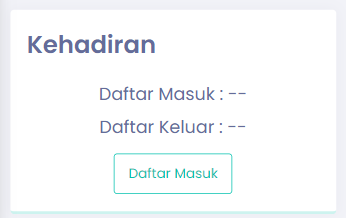 Kehadiran
Daftar Masuk : --
Daftar Keluar : --
Daftar Masuk